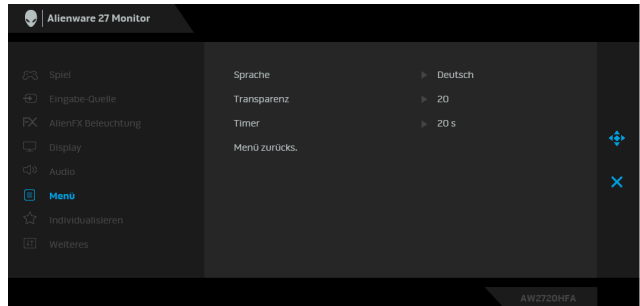 Alienware 27 Monitor
Spiel
Eingabe-Quelle
AlienFX Beleuchtung
Display
Audio
Menü
Individualisieren
Weiteres
Sprache Deutsch
Transparenz 20
Timer 20 s
Menü zurücks.
AW2720HFA